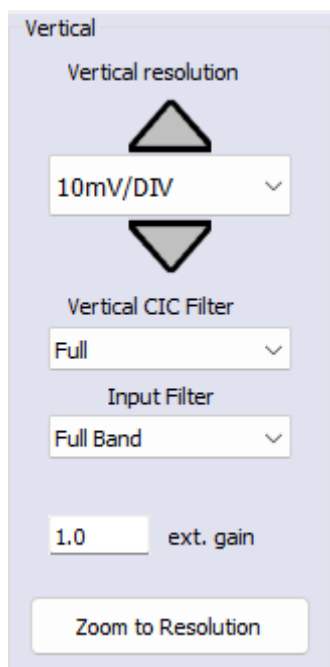 Vertical
Vertical resolution
10mV/DIV
Vertical CIC Filter
Full
Input Filter
Full Band
1.0 ext. gain
Zoom to Resolution